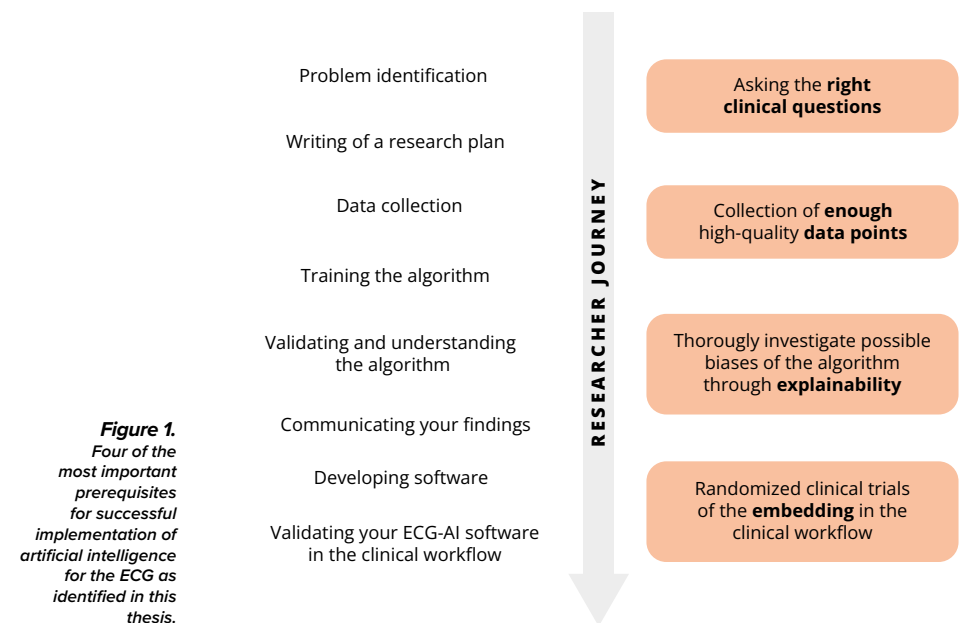 Problem identification
Writing of a research plan
Data collection
Training the algorithm
Validating and understanding
the algorithm
Communicating your findings
Developing software
Validating your ECG-AI software
in the clinical workflow
RESEARCHER JOURNEY
Asking the right
clinical questions
Collection of enough
high-quality data points
Thorougly investigate possible
biases of the algorithm
through explainability
Randomized clinical trials
of the embedding in the
clinical workflow
Figure 1.
Four of the
most important
prerequisites
for successful
implementation of
artificial intelligence
for the ECG as
identified in this
thesis.